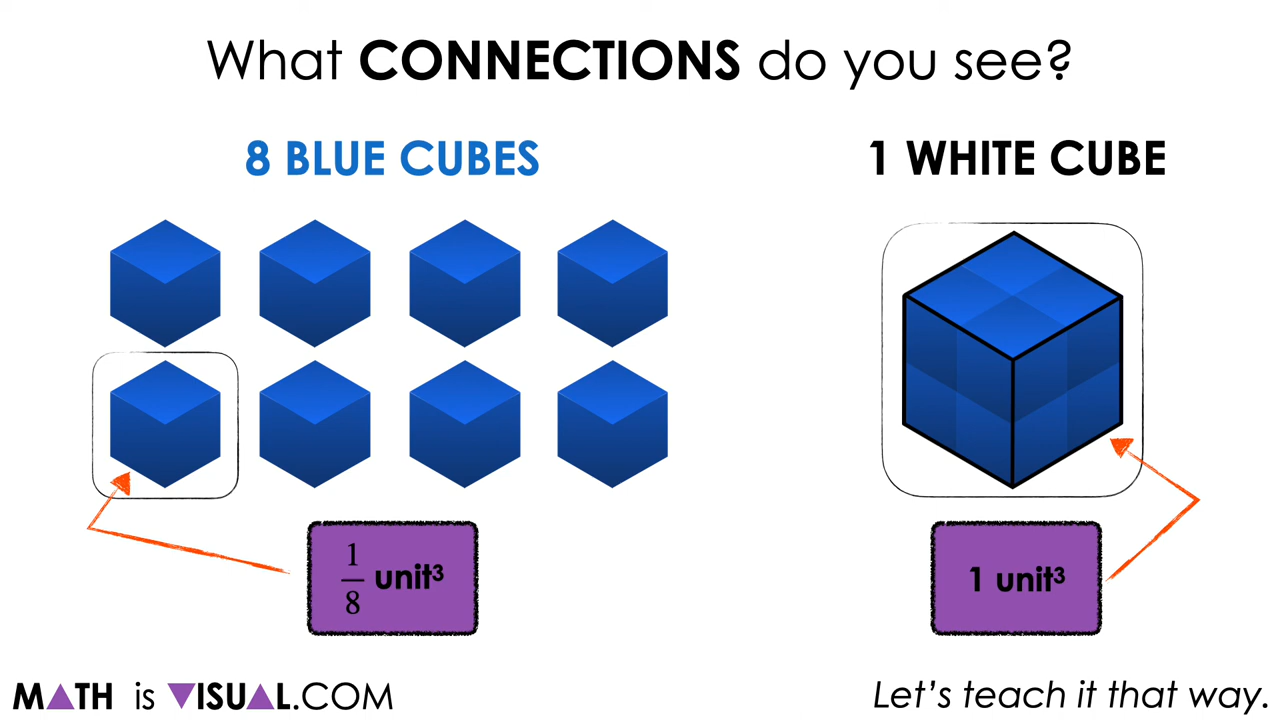 What CONNECTIONS do you see?
8 BLUE CUBES
1 WHITE CUBE
1/8 unit³
1 unit³
MATH is VISUAL.COM
Let's teach it that way.